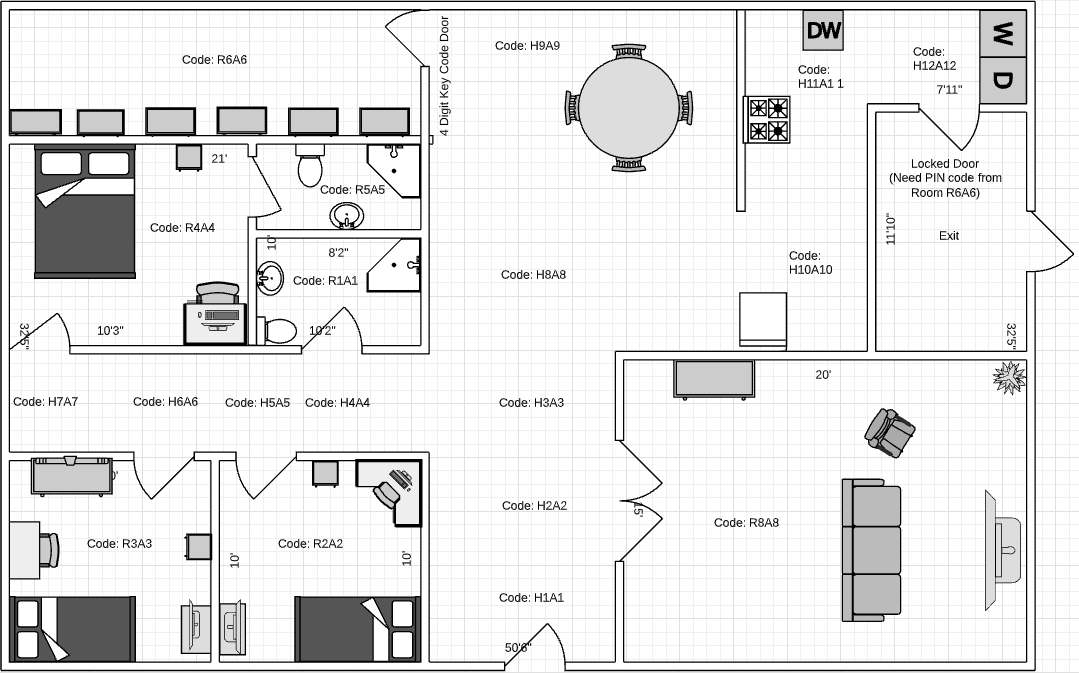 DW
W
D
Code: R6A6
4 Digit Key Code Door
Code: H9A9
Code:
H11A1 1
Code:
H12A12
7'11"
21'
Code: R5A5
Locked Door
(Need PIN code from
Room R6A6)
Code: R4A4
10'
8'2"
11'10"
Exit
Code: R1A1
Code: H8A8
Code:
H10A10
32'5"
10'3"
10'2"
32'5"
20'
Code: H7A7
Code: H6A6
Code: H5A5
Code: H4A4
Code: H3A3
Code: H2A2
15'
Code: R8A8
Code: R3A3
Code: R2A2
10'
10'
Code: H1A1
50'6"